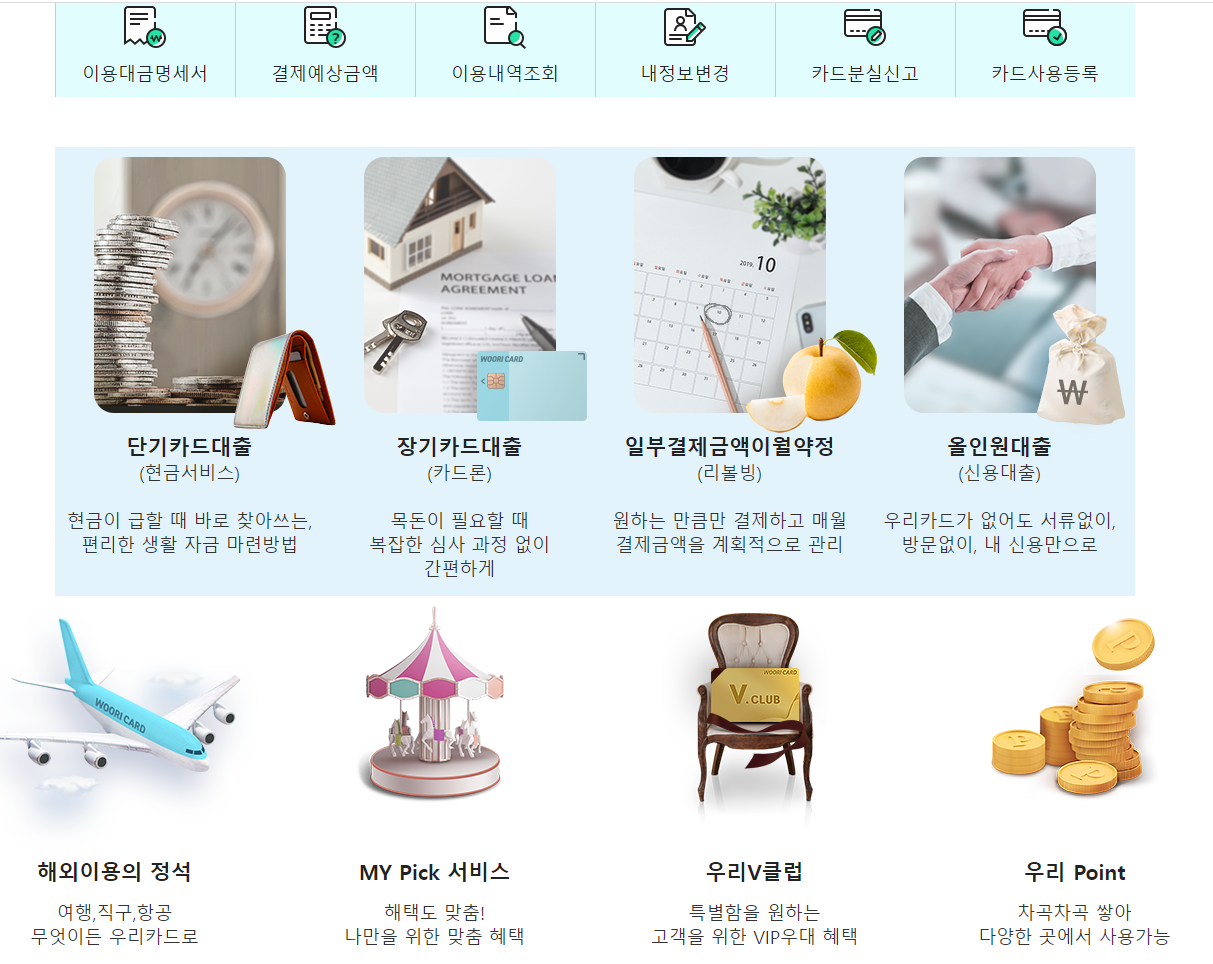 이용대금명세서
결제예상금액
이용내역조회
내정보변경
카드분실신고
카드사용등록
2019. 10
MORTGAGE LOAN
AGREEMENT
WOORI CARD
₩
단기카드대출
(현금서비스)
현금이 급할 때 바로 찾아쓰는,
편리한 생활 자금 마련방법
장기카드대출
(카드론)
목돈이 필요할 때
복잡한 심사 과정 없이
간편하게
일부결제금액이월약정
(리볼빙)
원하는 만큼만 결제하고 매월
결제금액을 계획적으로 관리
올인원대출
(신용대출)
우리카드가 없어도 서류없이,
방문없이, 내 신용만으로
WOORI CARD
WOORI CARD
V.CLUB
해외이용의 정석
여행,직구,항공
무엇이든 우리카드로
MY Pick 서비스
해택도 맞춤!
나만을 위한 맞춤 혜택
우리V클럽
특별함을 원하는
고객을 위한 VIP우대 혜택
우리 Point
차곡차곡 쌓아
다양한 곳에서 사용가능